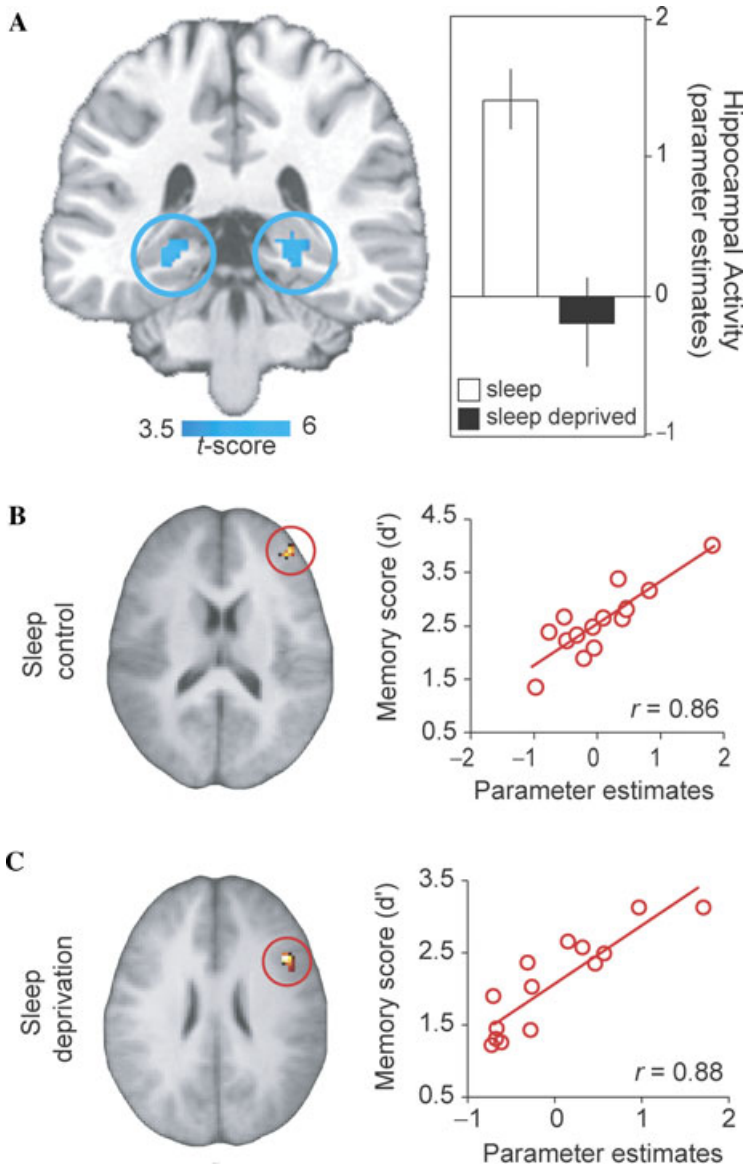 A
2
1
0
–1
Hippocampal Activity
(parameter estimates)
sleep
sleep deprived
3.5 6
t-score
B
Sleep
control
4.5
3.5
2.5
1.5
0.5
Memory score (d')
r = 0.86
–2 –1 0 1 2
Parameter estimates
C
Sleep
deprivation
3.5
2.5
1.5
0.5
Memory score (d')
r = 0.88
–1 0 1 2
Parameter estimates